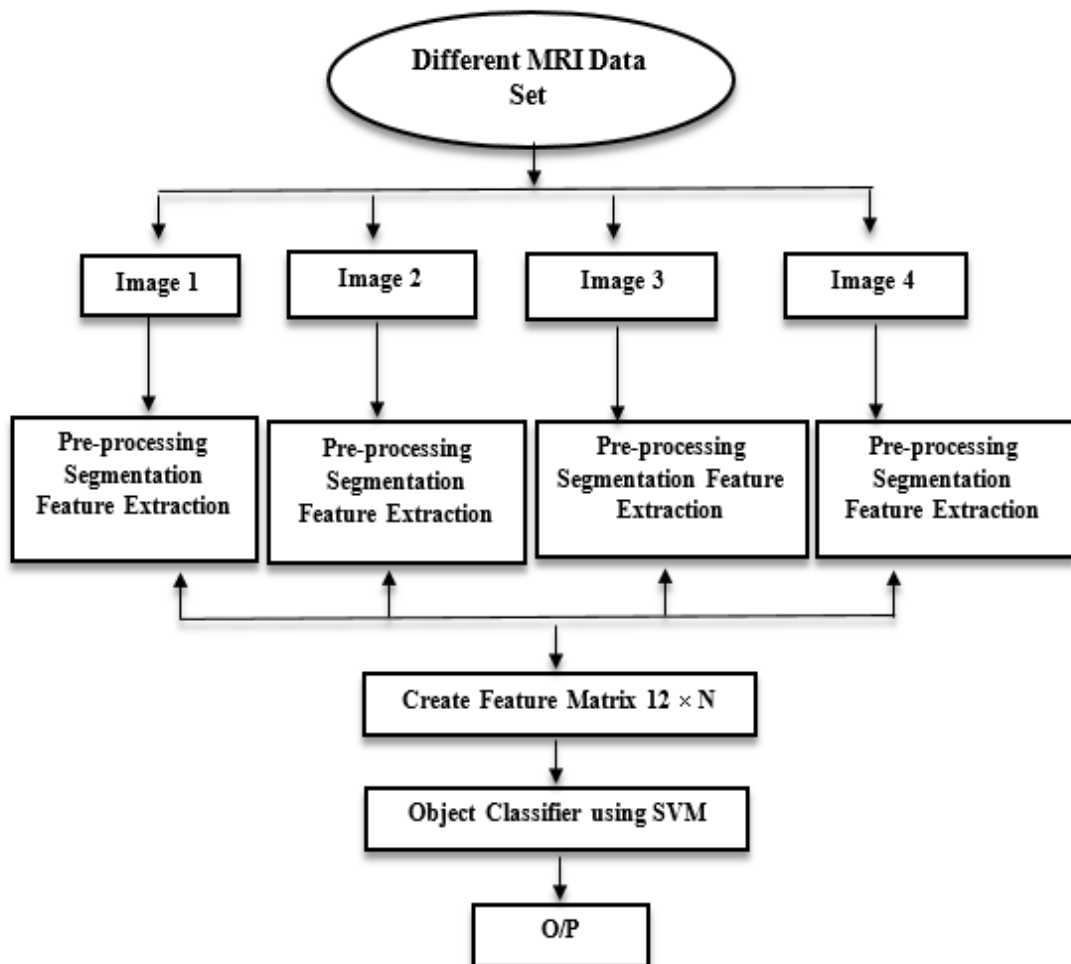 Different MRI Data
Set
Image 1
Image 2
Image 3
Image 4
Pre-processing
Segmentation
Feature Extraction
Pre-processing
Segmentation
Feature Extraction
Pre-processing
Segmentation Feature
Extraction
Pre-processing
Segmentation
Feature Extraction
Create Feature Matrix 12 × N
Object Classifier using SVM
O/P